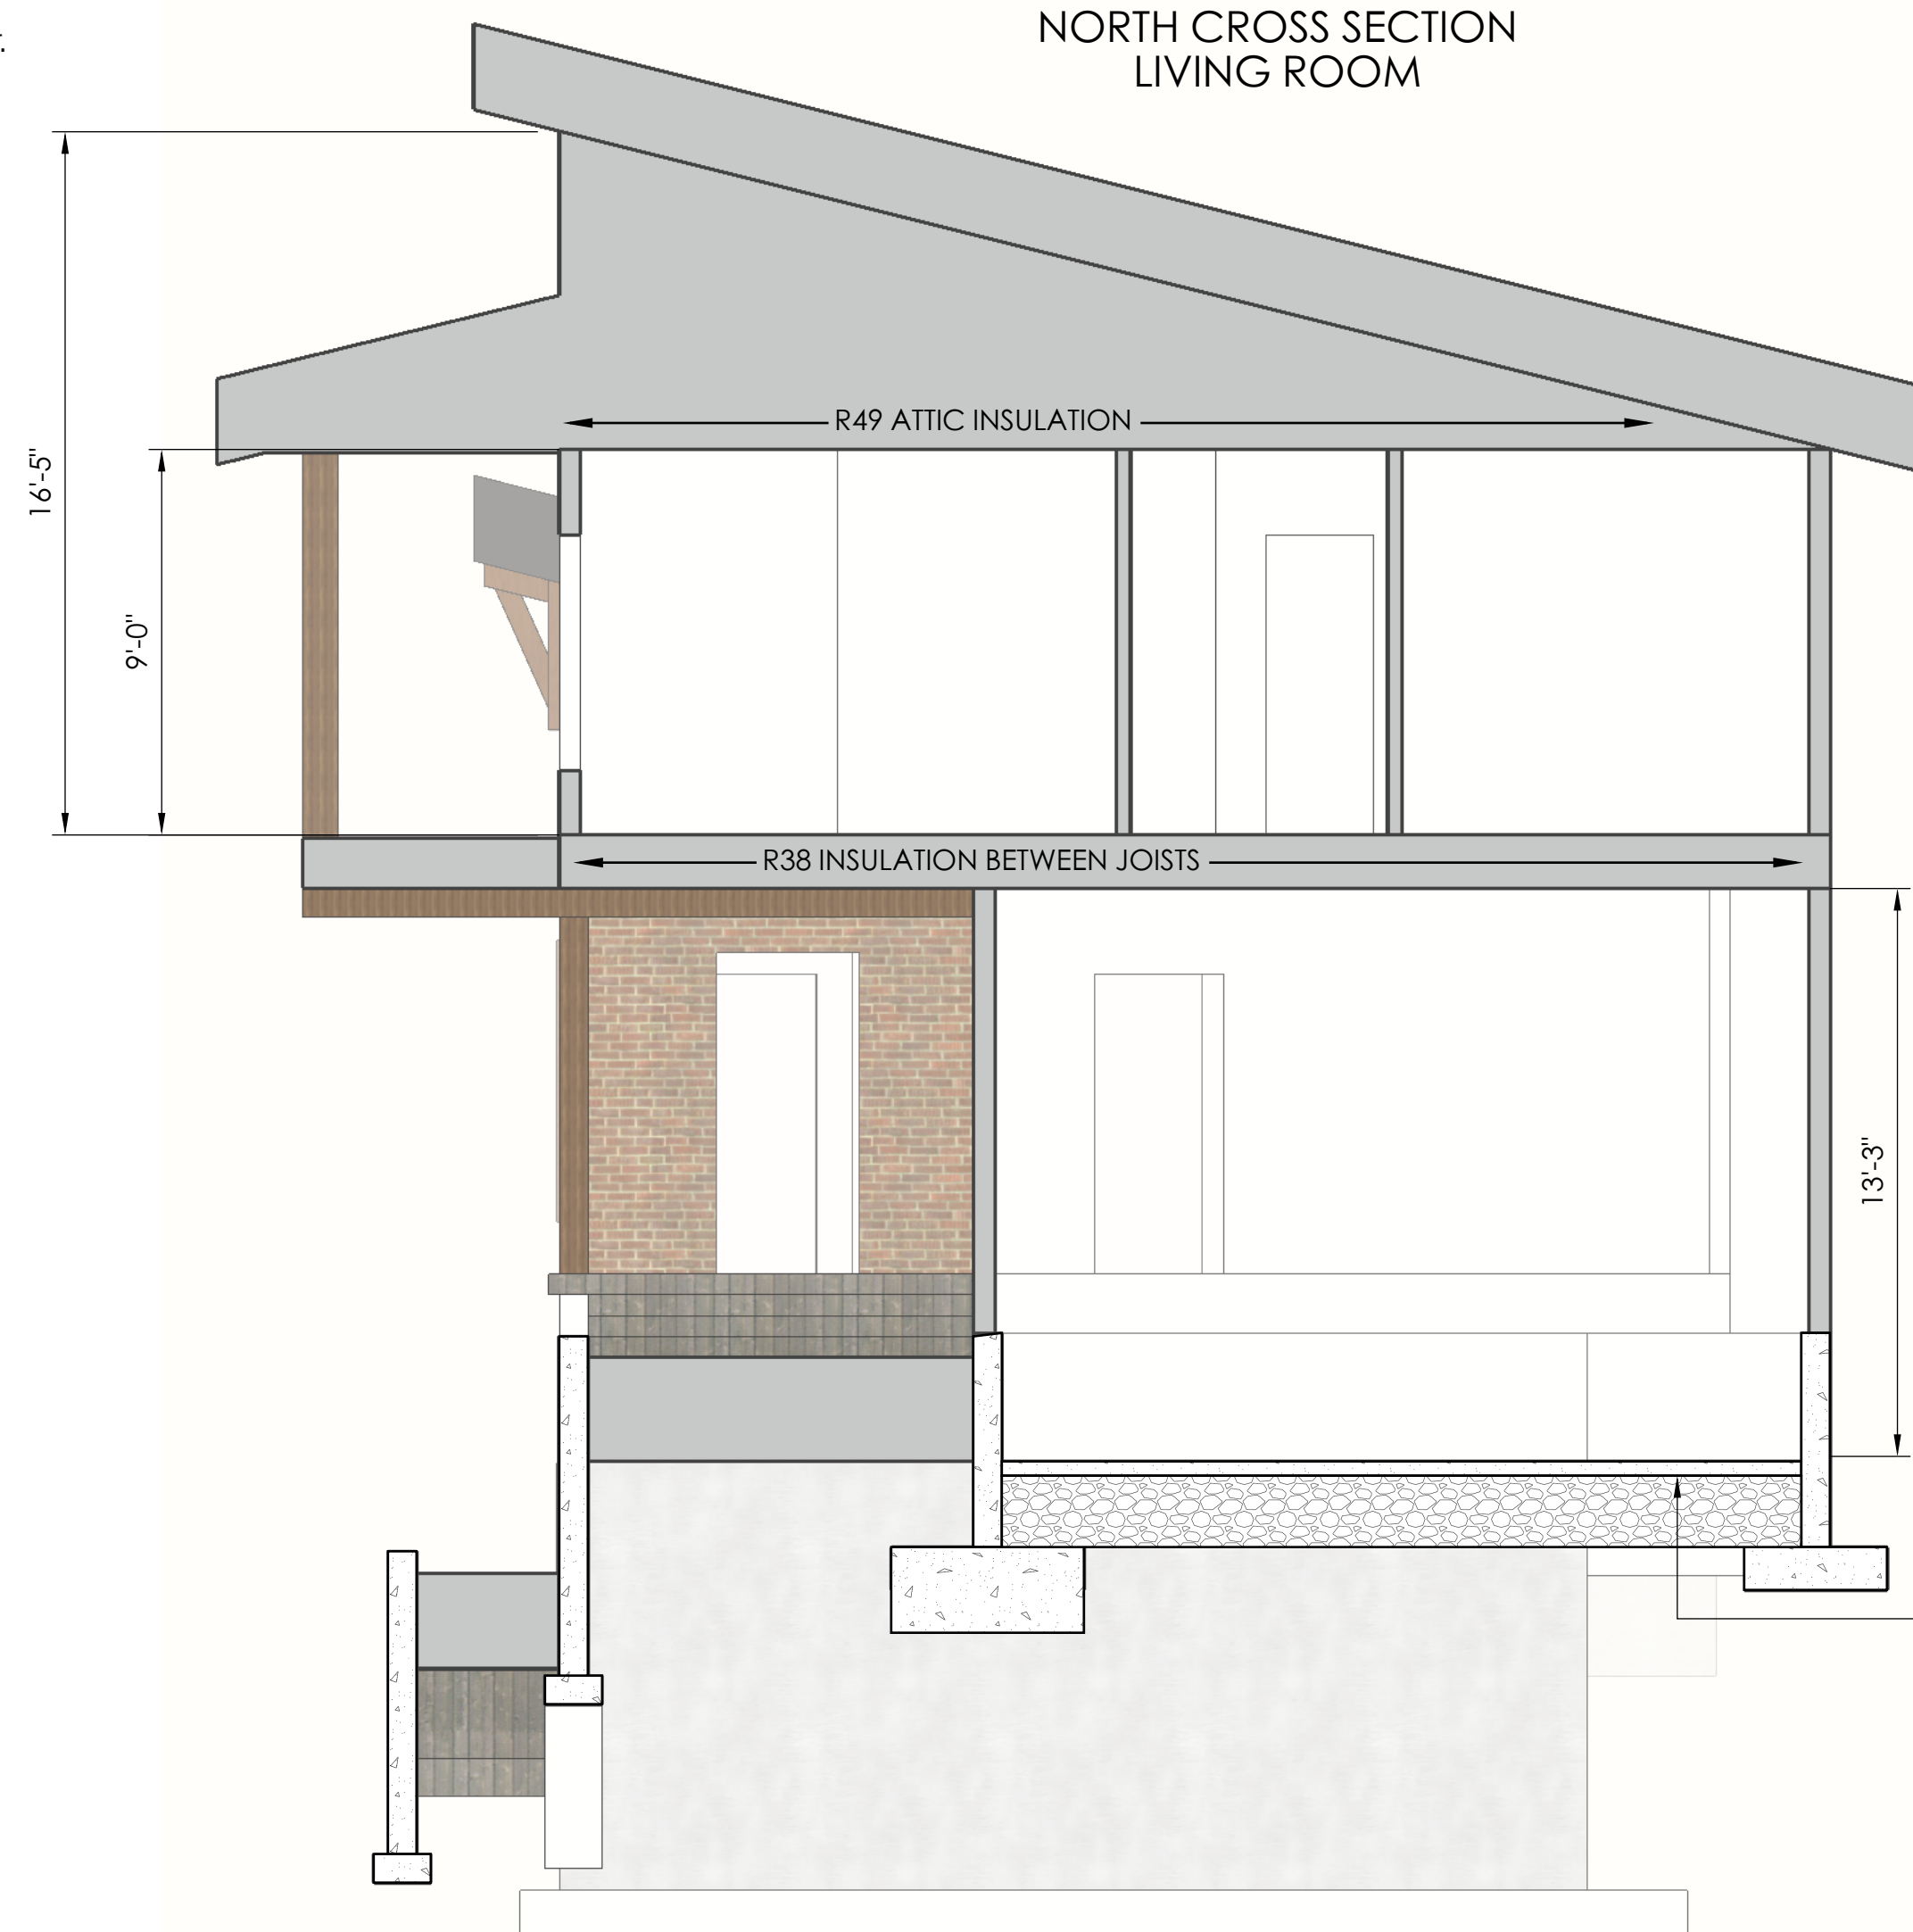 NORTH CROSS SECTION
LIVING ROOM
16'-5"
R49 ATTIC INSULATION
9'-0"
R38 INSULATION BETWEEN JOISTS
13'-3"